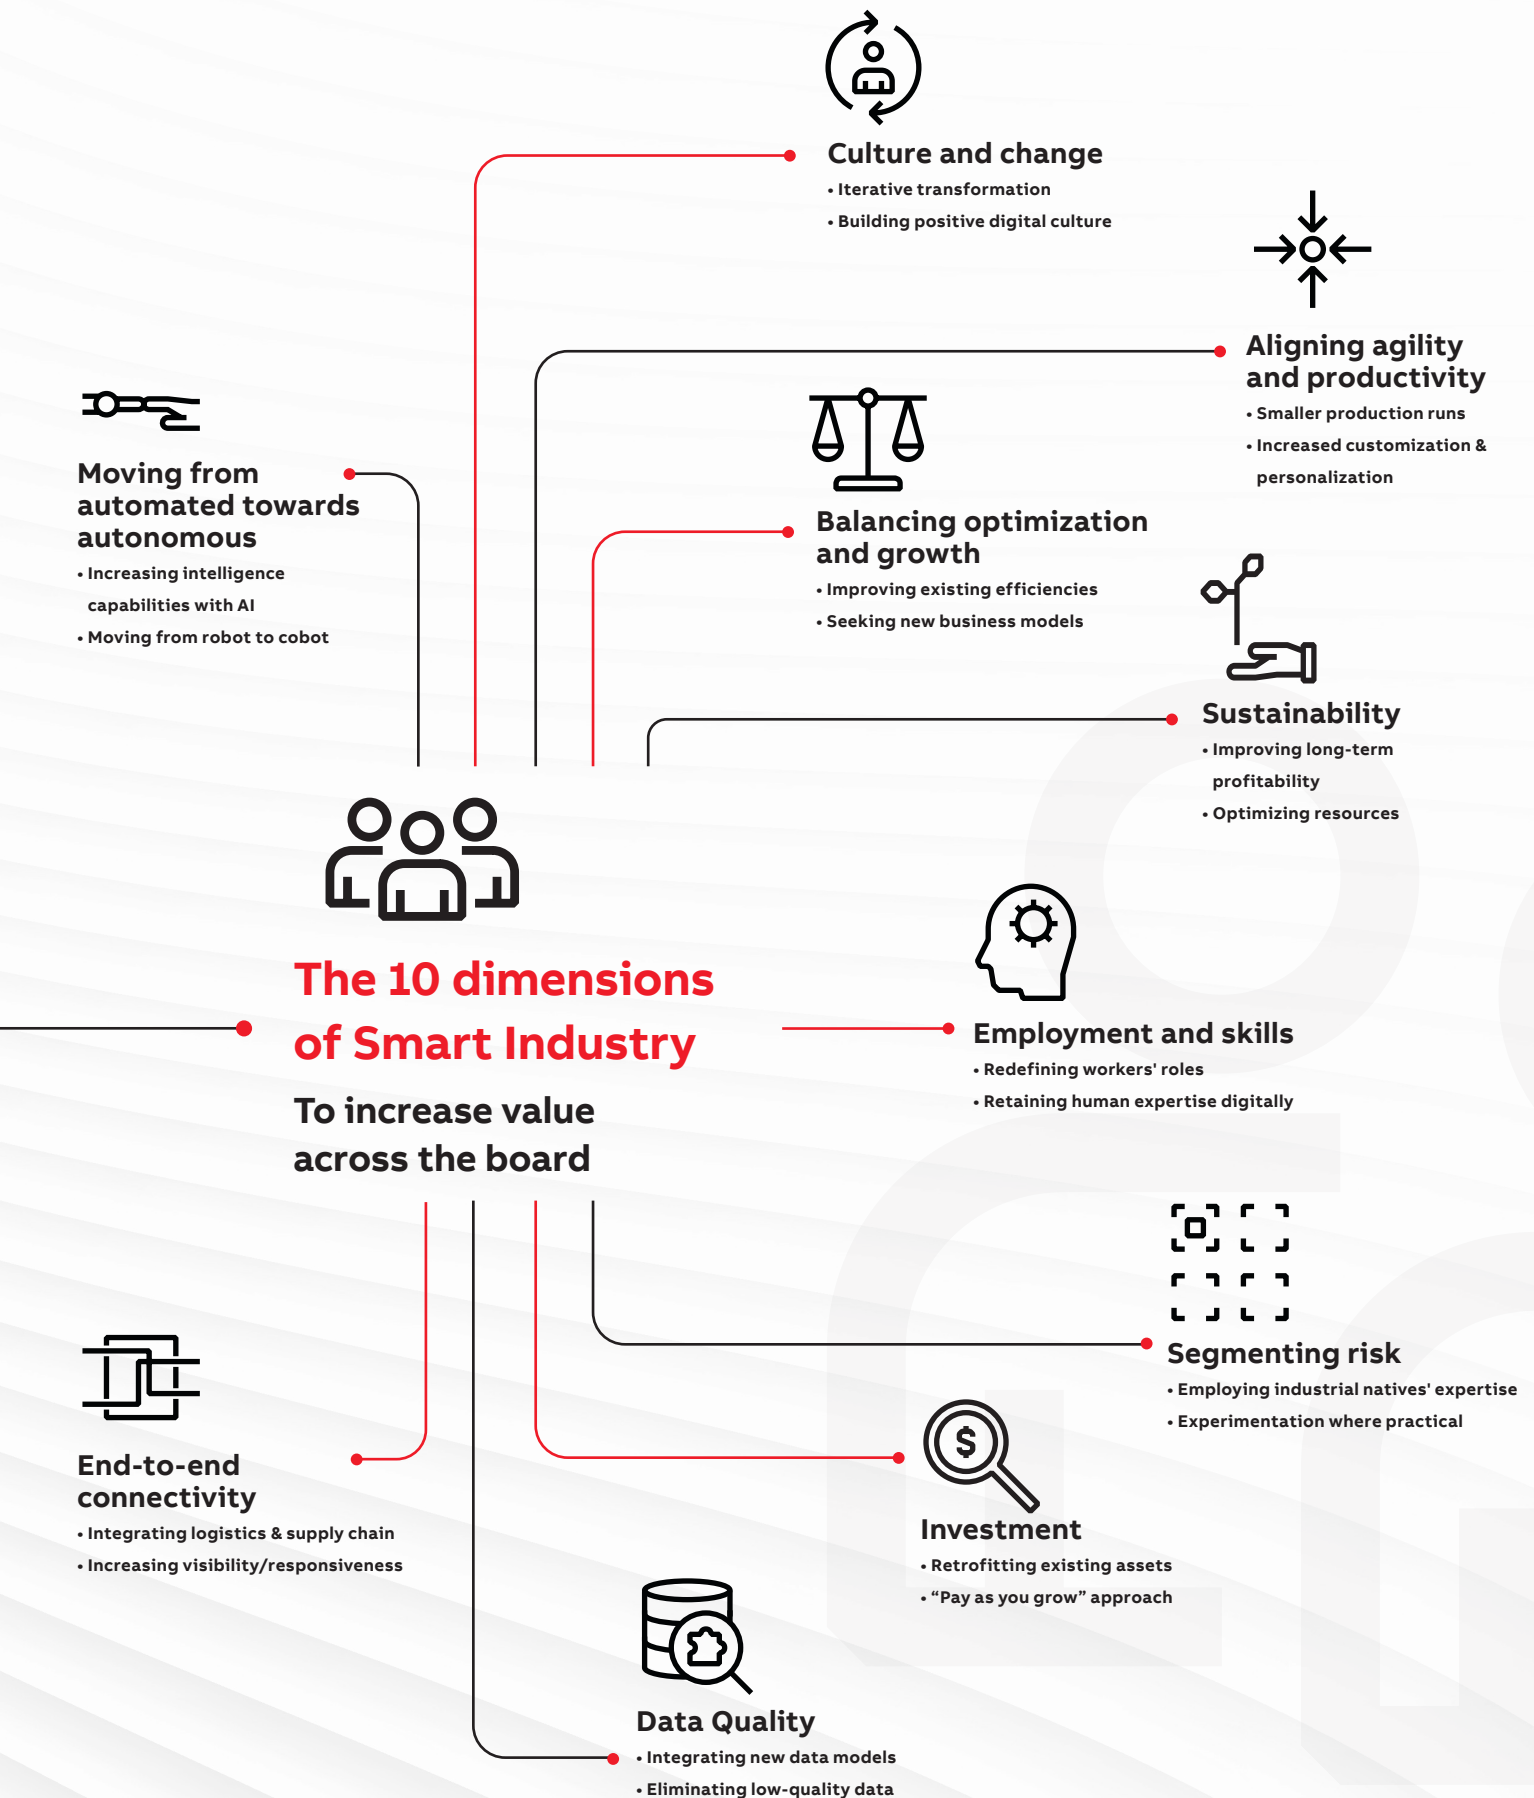 Culture and change
• Iterative transformation
• Building positive digital culture
Aligning agility
and productivity
• Smaller production runs
• Increased customization &
personalization
Moving from
automated towards
autonomous
• Increasing intelligence
capabilities with AI
• Moving from robot to cobot
Balancing optimization
and growth
• Improving existing efficiencies
• Seeking new business models
Sustainability
• Improving long-term
profitability
• Optimizing resources
The 10 dimensions
of Smart Industry
To increase value
across the board
Employment and skills
• Redefining workers' roles
• Retaining human expertise digitally
Segmenting risk
• Employing industrial natives' expertise
• Experimentation where practical
End-to-end
connectivity
• Integrating logistics & supply chain
• Increasing visibility/responsiveness
$
Investment
• Retrofitting existing assets
• “Pay as you grow” approach
Data Quality
• Integrating new data models
• Eliminating low-quality data